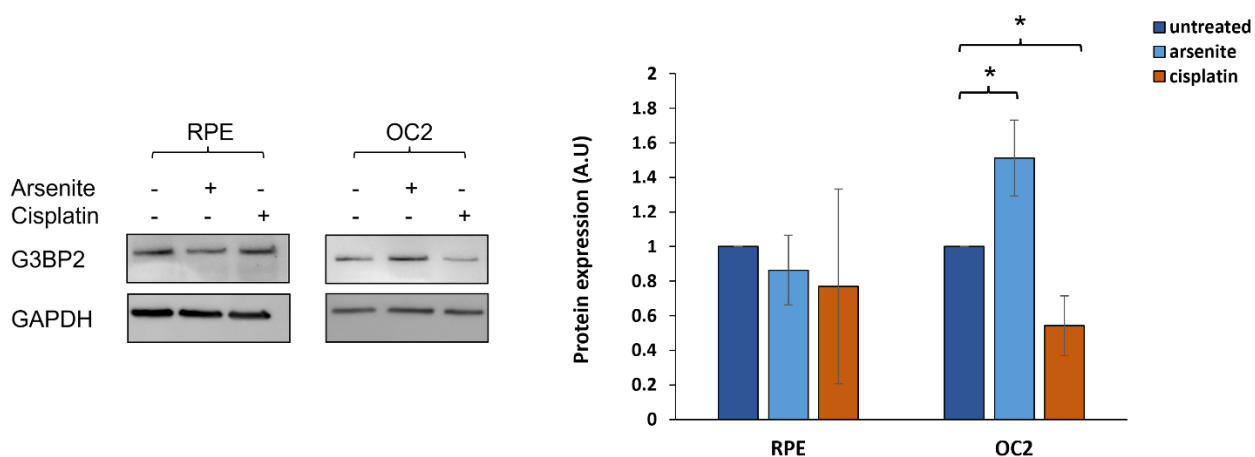 RPE OC2
Arsenite - + - - + -
Cisplatin - - + - - +
G3BP2
GAPDH
* *
untreated
arsenite
cisplatin
Protein expression (A.U)
2
1.8
1.6
1.4
1.2
1
0.8
0.6
0.4
0.2
0
RPE OC2